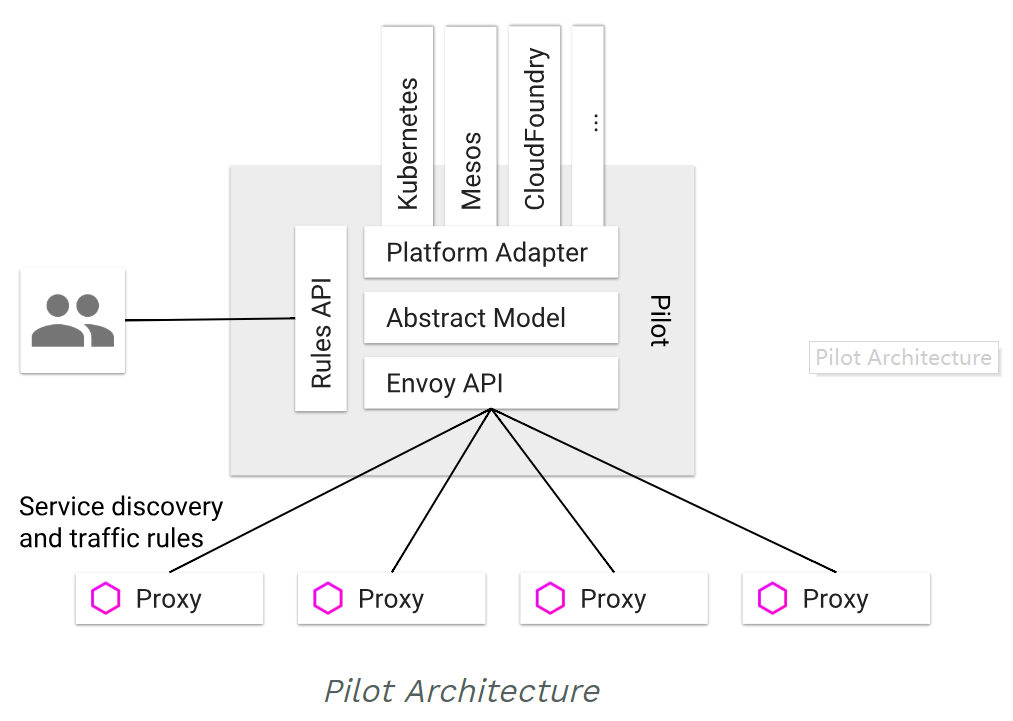 Kubernetes
Mesos
CloudFoundry
...
Platform Adapter
Rules API
Abstract Model
Pilot
Envoy API
Pilot Architecture
Service discovery
and traffic rules
Proxy
Proxy
Proxy
Proxy
Pilot Architecture